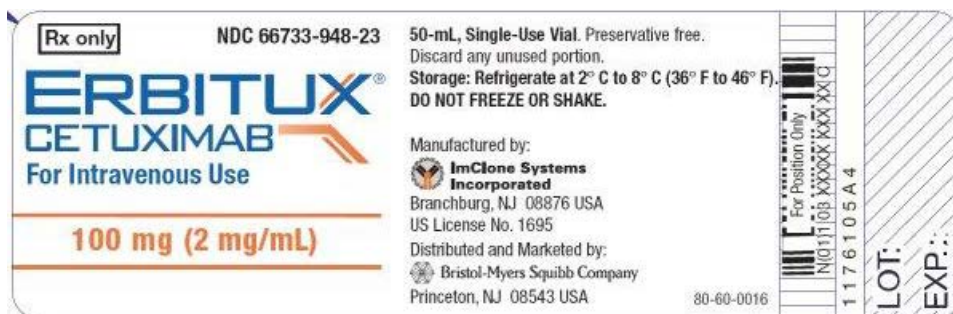 Rx only
NDC 66733-948-23
ERBITUX®
CETUXIMAB
For Intravenous Use
100 mg (2 mg/mL)
50-mL, Single-Use Vial. Preservative free.
Discard any unused portion.
Storage: Refrigerate at 2° C to 8° C (36° F to 46° F).
DO NOT FREEZE OR SHAKE.
Manufactured by:
ImClone Systems
Incorporated
Branchburg, NJ 08876 USA
US License No. 1695
Distributed and Marketed by:
Bristol-Myers Squibb Company
Princeton, NJ 08543 USA
80-60-0016
For Position Only
N(01)1 03 XXXXX XXX XX C
1176105A4
LOT:
EXP.: